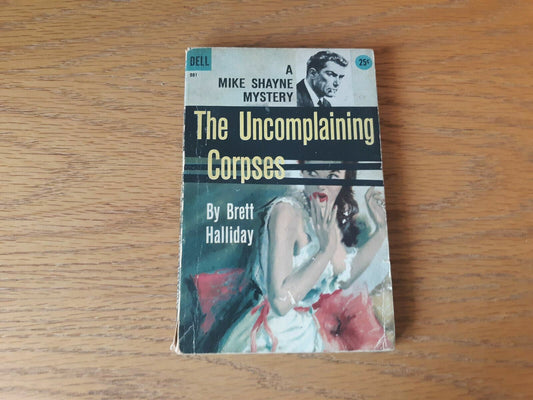 DELL
A
MIKE SHAYNE
MYSTERY
25¢
The Uncomplaining
Corpses
By Brett
Halliday